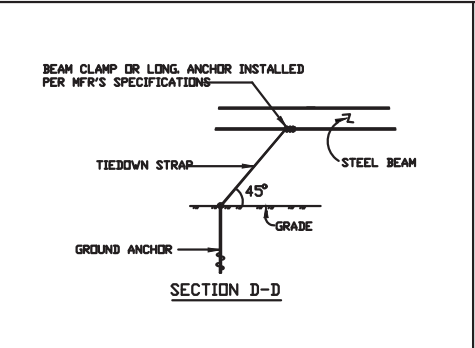 BEAM CLAMP OR LONG. ANCHOR INSTALLED
PER MFR'S SPECIFICATIONS
TIEDOWN STRAP
STEEL BEAM
45°
GRADE
GROUND ANCHOR
SECTION D-D